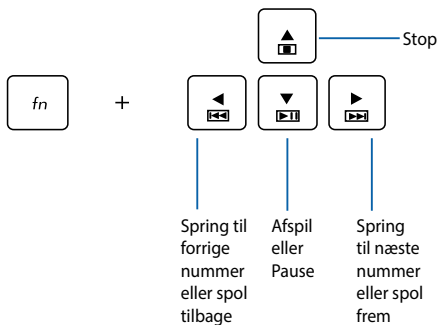 Stop
fn
+
Spring til
forrige
nummer
eller spol
tilbage
Afspil
eller
Pause
Spring
til næste
nummer
eller spol
frem